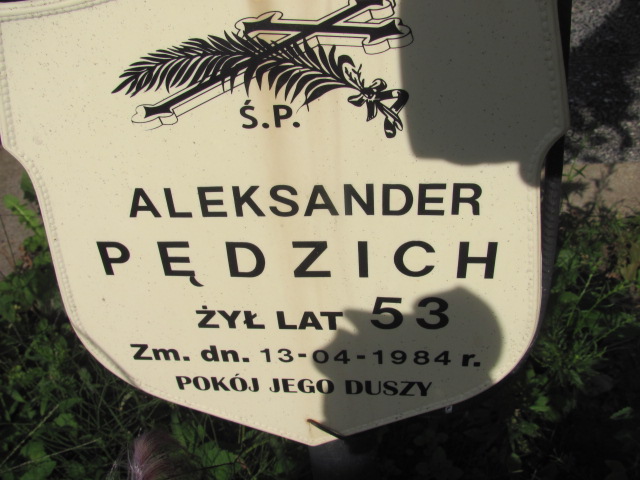 Ś.P.
ALEKSANDER
PĘDZICH
ŻYŁ LAT 53
Zm. dn. 13-04-1984 r.
POKÓJ JEGO DUSZY